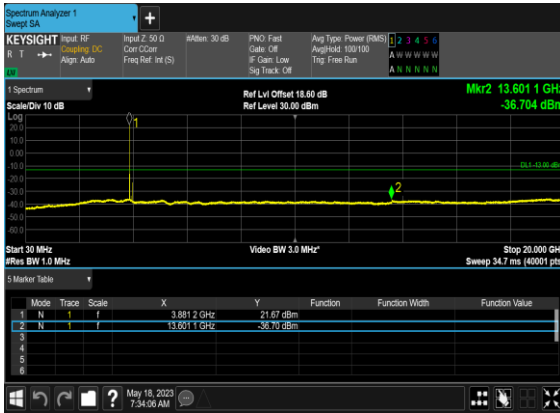 Spectrum Analyzer 1
Swept SA
+
KEYSIGHT Input: RF Input Z: 50 Ω #Atten: 30 dB PNO: Fast Avg Type: Power (RMS) 1 2 3 4 5 6
R T Coupling: DC Corr CCorr Gate: Off Avg|Hold: 100/100 A W W W W W
Align: Auto Freq Ref: Int (S) IF Gain: Low Trig: Free Run
Sig Track: Off A N N N N N
1 Spectrum Ref Lvl Offset 18.60 dB Mkr2 13.601 1 GHz
Scale/Div 10 dB Ref Level 30.00 dBm -36.704 dBm
Log
20.0
10.0
0.00
-10.0
-20.0
-30.0
-40.0
-50.0
-60.0
1
2
DL1 -13.00 dBm
Start 30 MHz Video BW 3.0 MHz* Stop 20.000 GH
#Res BW 1.0 MHz Sweep 34.7 ms (40001 pts
5 Marker Table
Mode Trace Scale X Y Function Function Width Function Value
1 N 1 f 3.881 2 GHz 21.67 dBm
2 N 1 f 13.601 1 GHz -36.70 dBm
3
4
5
6
? May 18, 2023
7:34:06 AM